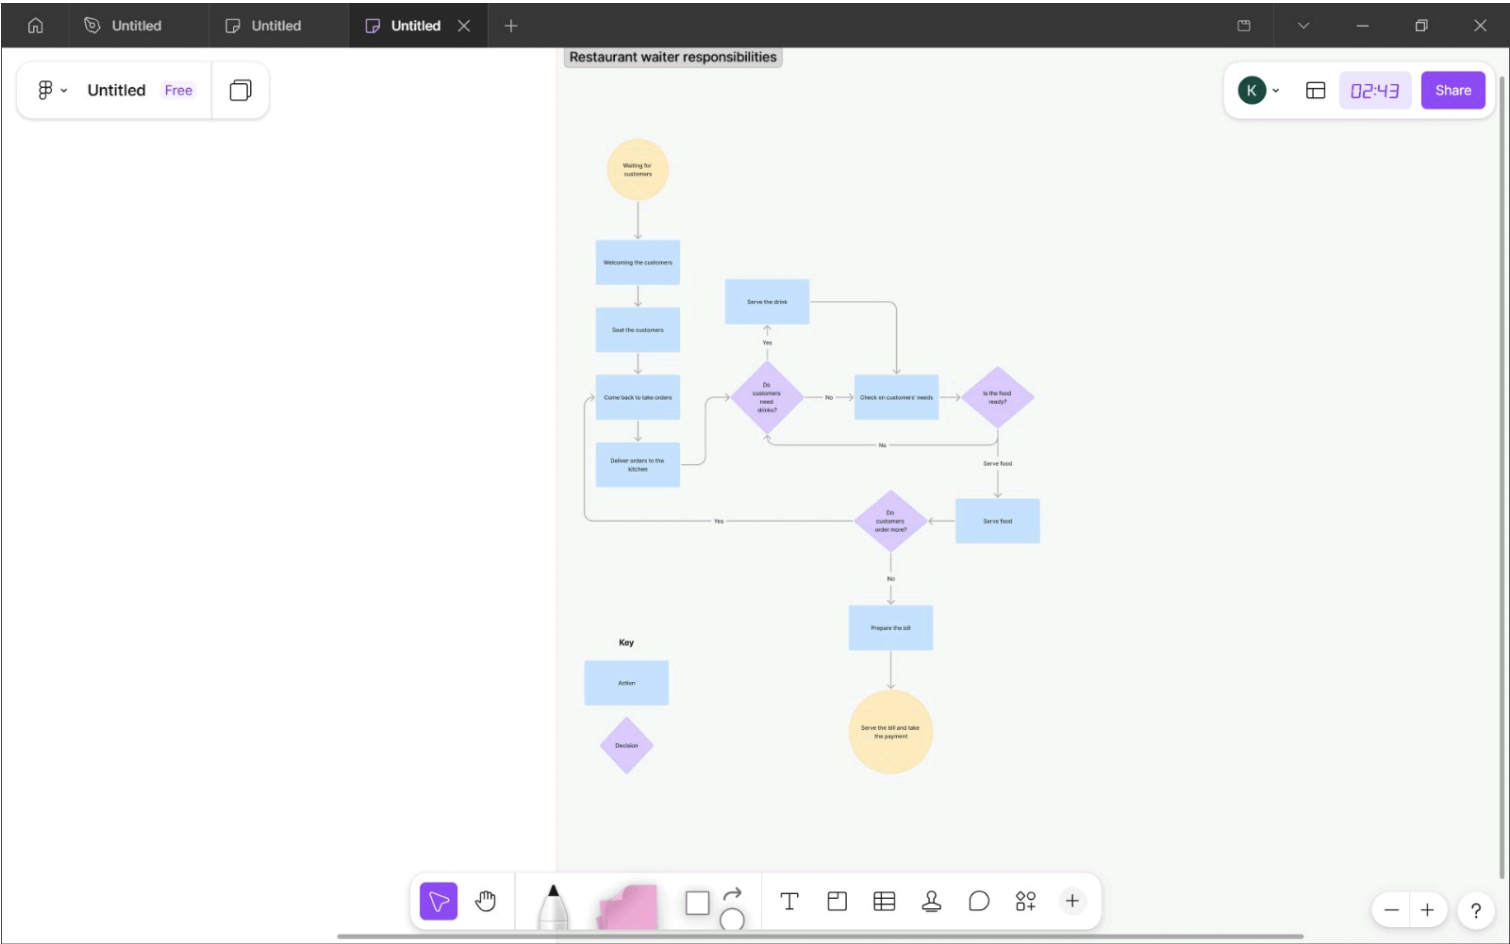 Untitled
Untitled
Untitled
Restaurant waiter responsibilities
Untitled Free
K
02:43
Share
Waiting for
customers
Welcoming the customers
Seat the customers
Come back to take orders
Deliver orders to the
kitchen
Serve the drink
Yes
Do
customers
need
drinks?
No
Check on customers' needs
Is the food
ready?
No
Serve food
Serve food
Do
customers
order more?
Yes
No
Prepare the bill
Serve the bill and take
the payment
Key
Action
Decision
T
?